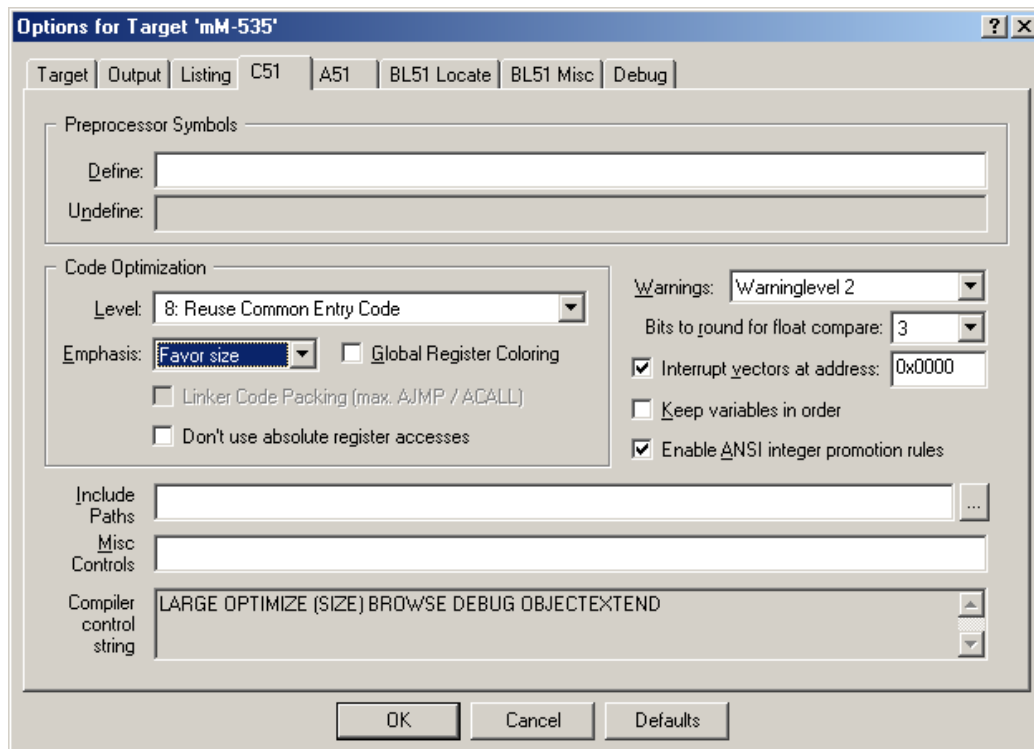 Options for Target 'mM-535'
Target Output Listing C51 A51 BL51 Locate BL51 Misc Debug
Preprocessor Symbols
Define:
Undefine:
Code Optimization
Level: 8: Reuse Common Entry Code
Emphasis: Favor size Global Register Coloring
Linker Code Packing (max. AJMP / ACALL)
Don't use absolute register accesses
Warnings: Warninglevel 2
Bits to round for float compare: 3
Interrupt vectors at address: 0x0000
Keep variables in order
Enable ANSI integer promotion rules
Include
Paths
...
Misc
Controls
Compiler
control
string
LARGE OPTIMIZE (SIZE) BROWSE DEBUG OBJECTEXTEND
OK Cancel Defaults